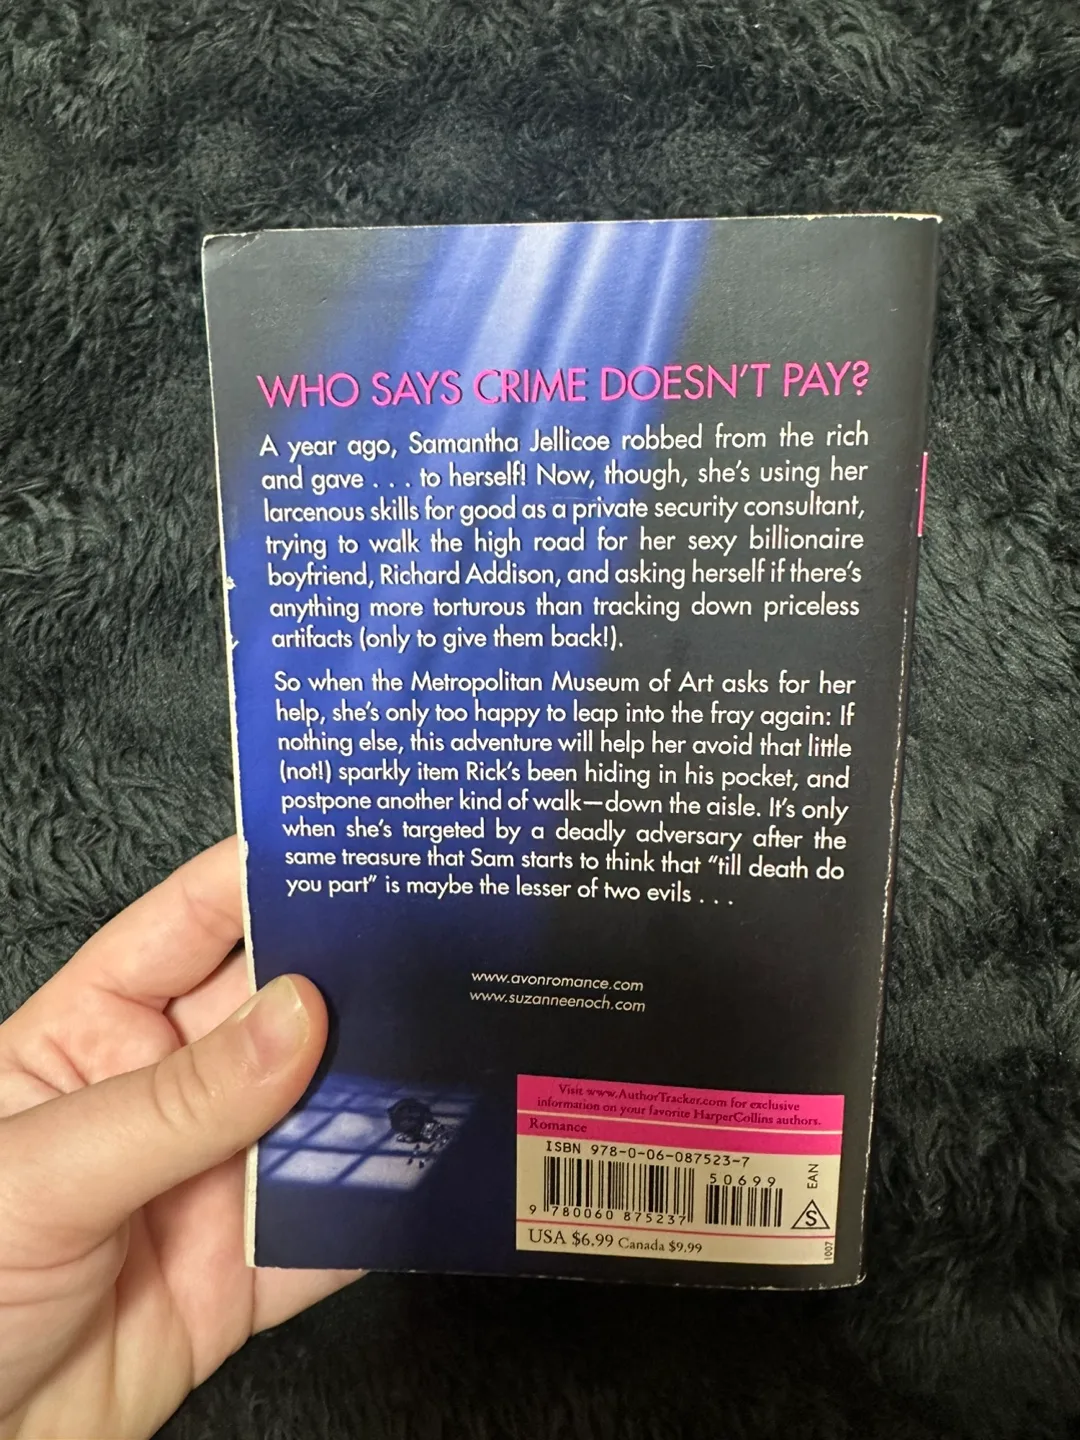 WHO SAYS CRIME DOESN'T PAY?
A year ago, Samantha Jellicoe robbed from the rich
and gave . . . to herself! Now, though, she's using her
larcenous skills for good as a private security consultant,
trying to walk the high road for her sexy billionaire
boyfriend, Richard Addison, and asking herself if there's
anything more torturous than tracking down priceless
artifacts (only to give them back!).
So when the Metropolitan Museum of Art asks for her
help, she's only too happy to leap into the fray again: If
nothing else, this adventure will help her avoid that little
(not!) sparkly item Rick's been hiding in his pocket, and
postpone another kind of walk—down the aisle. It's only
when she's targeted by a deadly adversary after the
same treasure that Sam starts to think that "till death do
you part" is maybe the lesser of two evils . . .
www.avonromance.com
www.suzanneenoch.com
Visit www.AuthorTracker.com for exclusive
information on your favorite HarperCollins authors.
Romance
ISBN 978-0-06-087523-7
50699
9 780060 875237
EAN
S
USA $6.99 Canada $9.99
1007